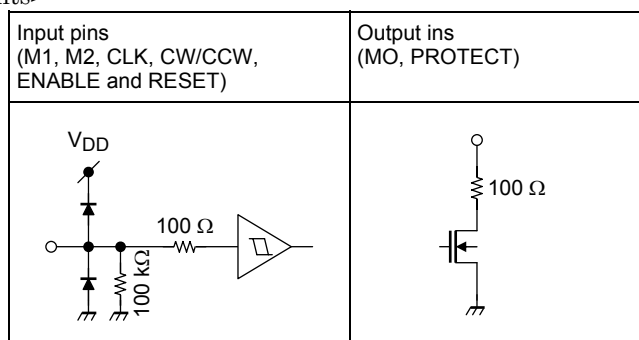 Input pins
(M1, M2, CLK, CW/CCW,
ENABLE and RESET)
Output ins
(MO, PROTECT)
VDD
100 Ω
100 kΩ
100 Ω